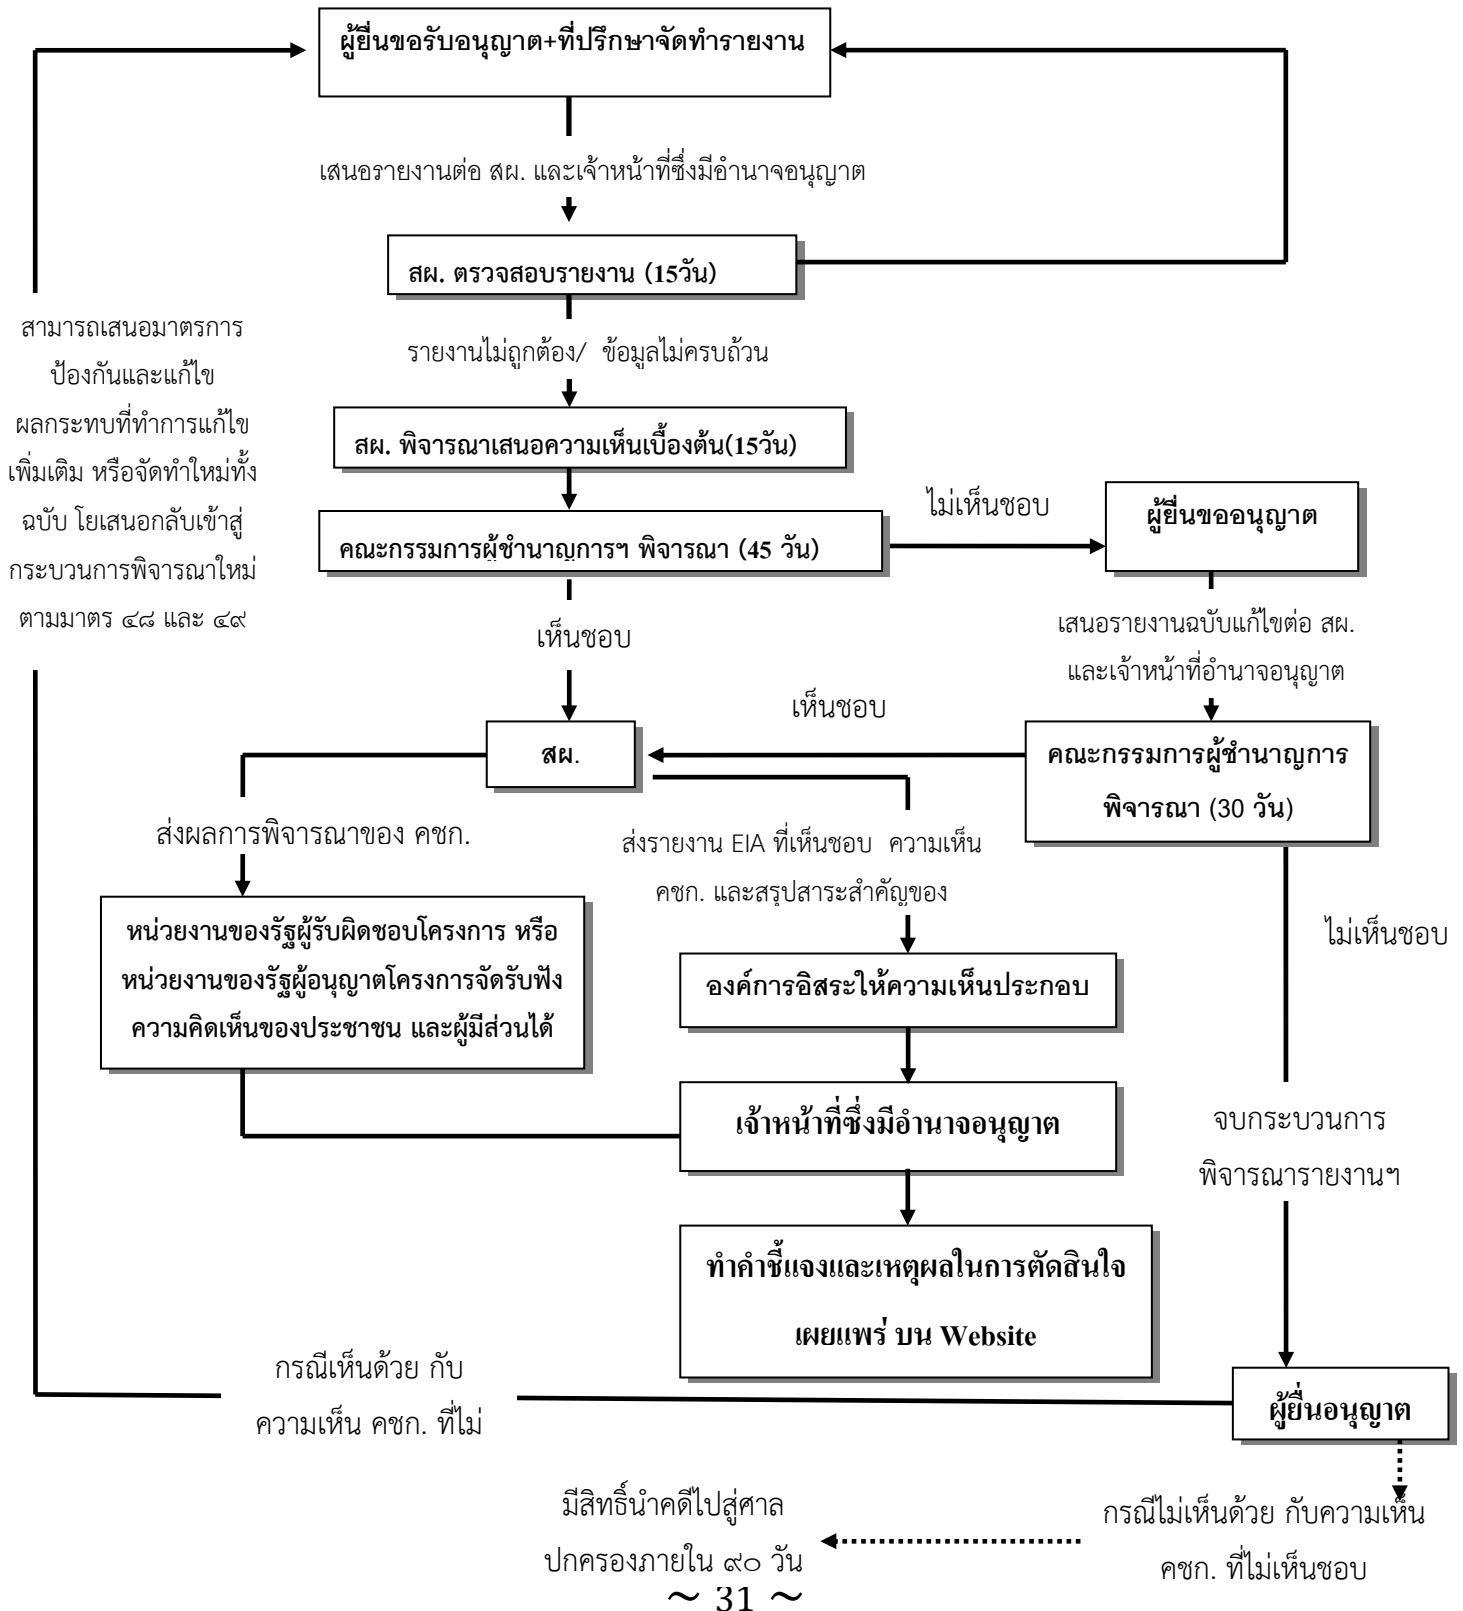 ผู้ยื่นขอรับอนุญาต+ที่ปรึกษาจัดทำรายงาน
เสนอรายงานต่อ สผ. และเจ้าหน้าที่ซึ่งมีอำนาจอนุญาต
สผ. ตรวจสอบรายงาน (15วัน)
รายงานไม่ถูกต้อง/ ข้อมูลไม่ครบถ้วน
สามารถเสนอมาตรการ
ป้องกันและแก้ไข
ผลกระทบที่ทำการแก้ไข
เพิ่มเติม หรือจัดทำใหม่ทั้ง
ฉบับ โยเสนอกลับเข้าสู่
กระบวนการพิจารณาใหม่
ตามมาตร ๔๘ และ ๔๙
สผ. พิจารณาเสนอความเห็นเบื้องต้น(15วัน)
คณะกรรมการผู้ชำนาญการฯ พิจารณา (45 วัน)
ไม่เห็นชอบ
ผู้ยื่นขออนุญาต
เห็นชอบ
เสนอรายงานฉบับแก้ไขต่อ สผ.
และเจ้าหน้าที่อำนาจอนุญาต
เห็นชอบ
สผ.
คณะกรรมการผู้ชำนาญการ
พิจารณา (30 วัน)
ส่งผลการพิจารณาของ คชก.
ส่งรายงาน EIA ที่เห็นชอบ ความเห็น
คชก. และสรุปสาระสำคัญของ
หน่วยงานของรัฐผู้รับผิดชอบโครงการ หรือ
หน่วยงานของรัฐผู้อนุญาตโครงการจัดรับฟัง
ความคิดเห็นของประชาชน และผู้มีส่วนได้
ไม่เห็นชอบ
องค์การอิสระให้ความเห็นประกอบ
เจ้าหน้าที่ซึ่งมีอำนาจอนุญาต
จบกระบวนการ
พิจารณารายงานฯ
ทำคำชี้แจงและเหตุผลในการตัดสินใจ
เผยแพร่ บน Website
กรณีเห็นด้วย กับ
ความเห็น คชก. ที่ไม่
ผู้ยื่นอนุญาต
มีสิทธิ์นำคดีไปสู่ศาล
ปกครองภายใน ๙๐ วัน
กรณีไม่เห็นด้วย กับความเห็น
คชก. ที่ไม่เห็นชอบ
~ 31 ~